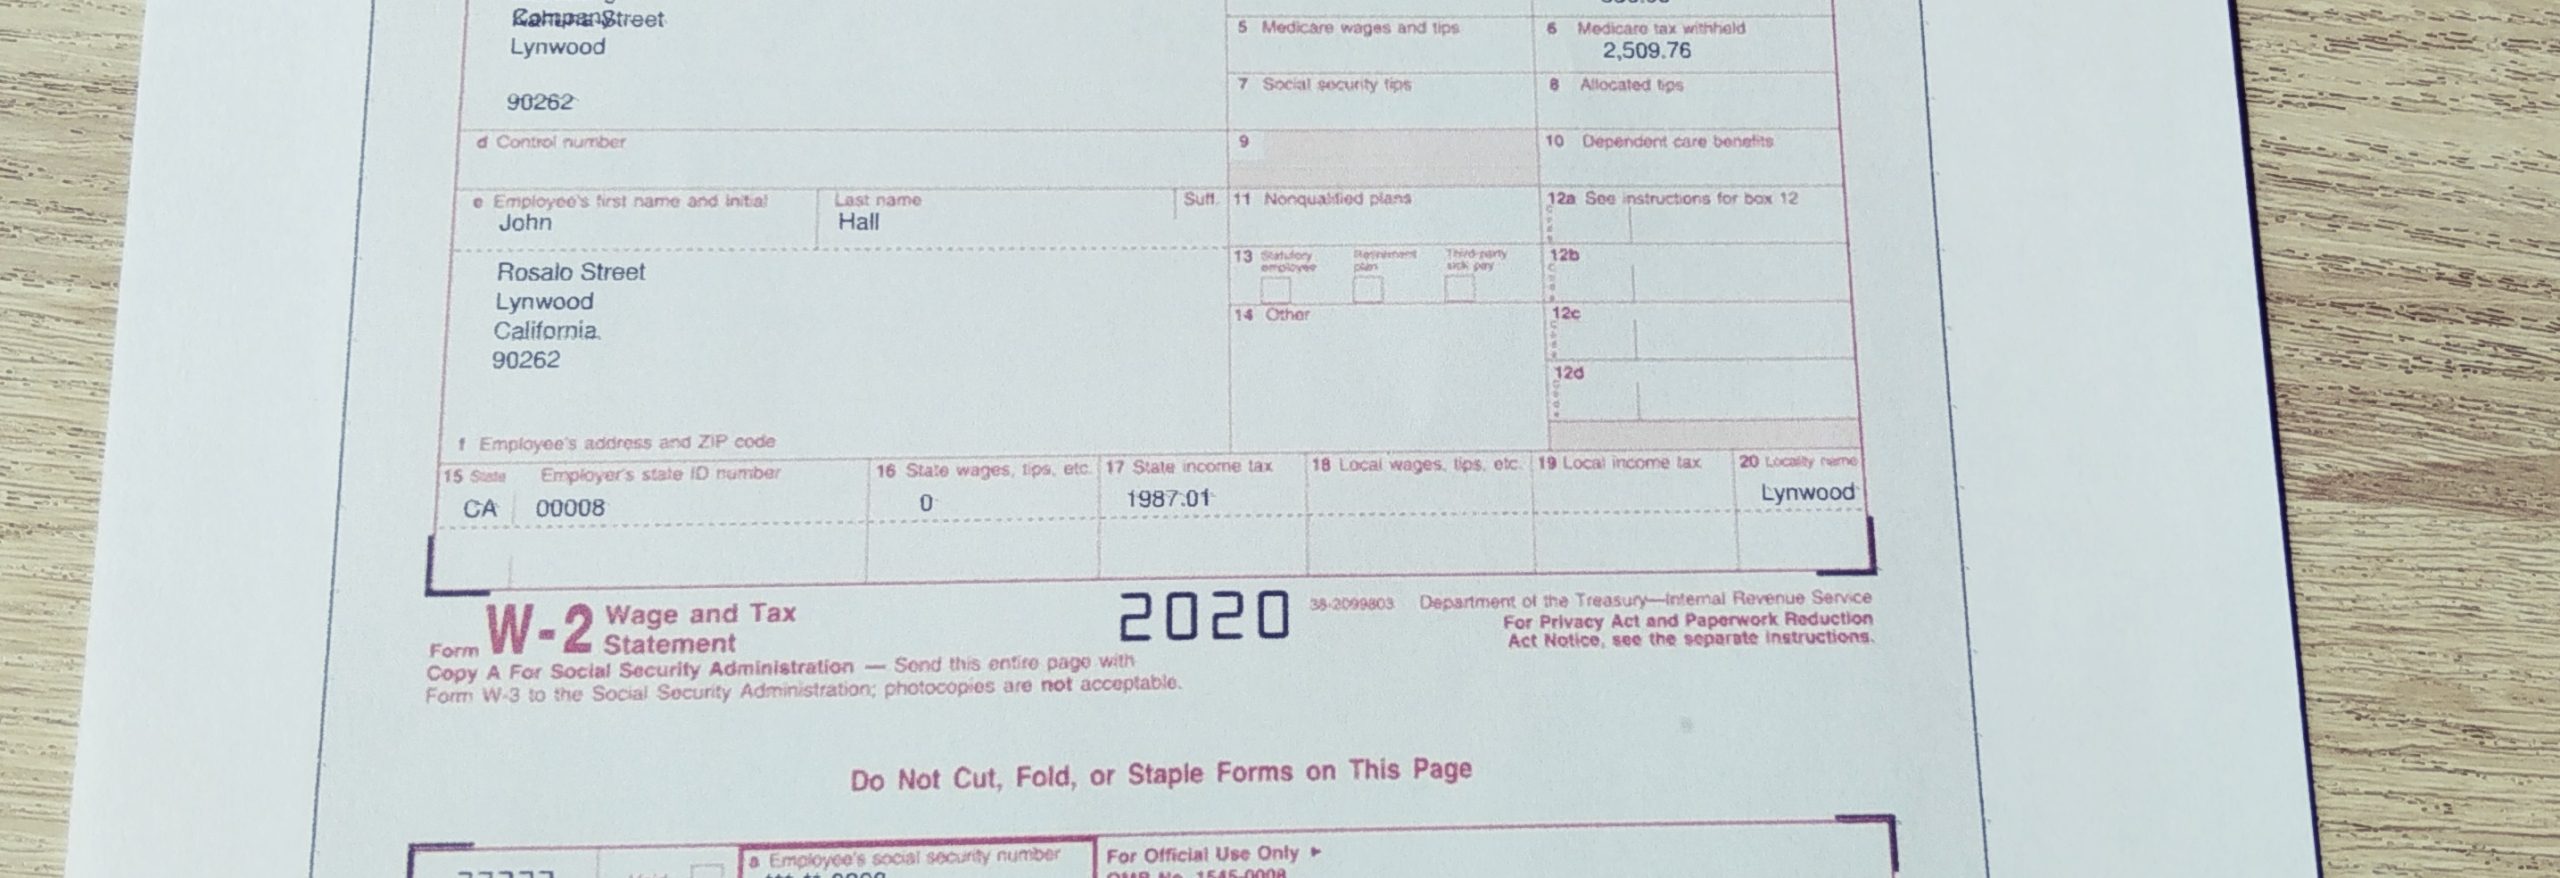 Street
Lynwood
90262
5 Medicare wages and tips
6 Medicare tax withheld
2,509.76
7 Social security tips
8 Allocated tips
d Control number
9
10 Dependent care benefits
e Employee's first name and initial
John
Last name
Hall
Suff.
11 Nonqualified plans
12a See instructions for box 12
Rosalo Street
Lynwood
California.
90262
13 Statutory employee
Retirement plan
Third-party sick pay
12b
14 Other
12c
12d
f Employee's address and ZIP code
15 State Employer's state ID number
CA 00008
16 State wages, tips, etc.
0
17 State income tax
1987.01
18 Local wages, tips, etc.
19 Local income tax
20 Locality name
Lynwood
Form W-2 Wage and Tax
Statement
2020
38-2099803
Department of the Treasury—Internal Revenue Service
For Privacy Act and Paperwork Reduction
Act Notice, see the separate instructions.
Copy A For Social Security Administration — Send this entire page with
Form W-3 to the Social Security Administration; photocopies are not acceptable.
Do Not Cut, Fold, or Staple Forms on This Page
a Employee's social security number
For Official Use Only ►
OMB No. 1545-0008